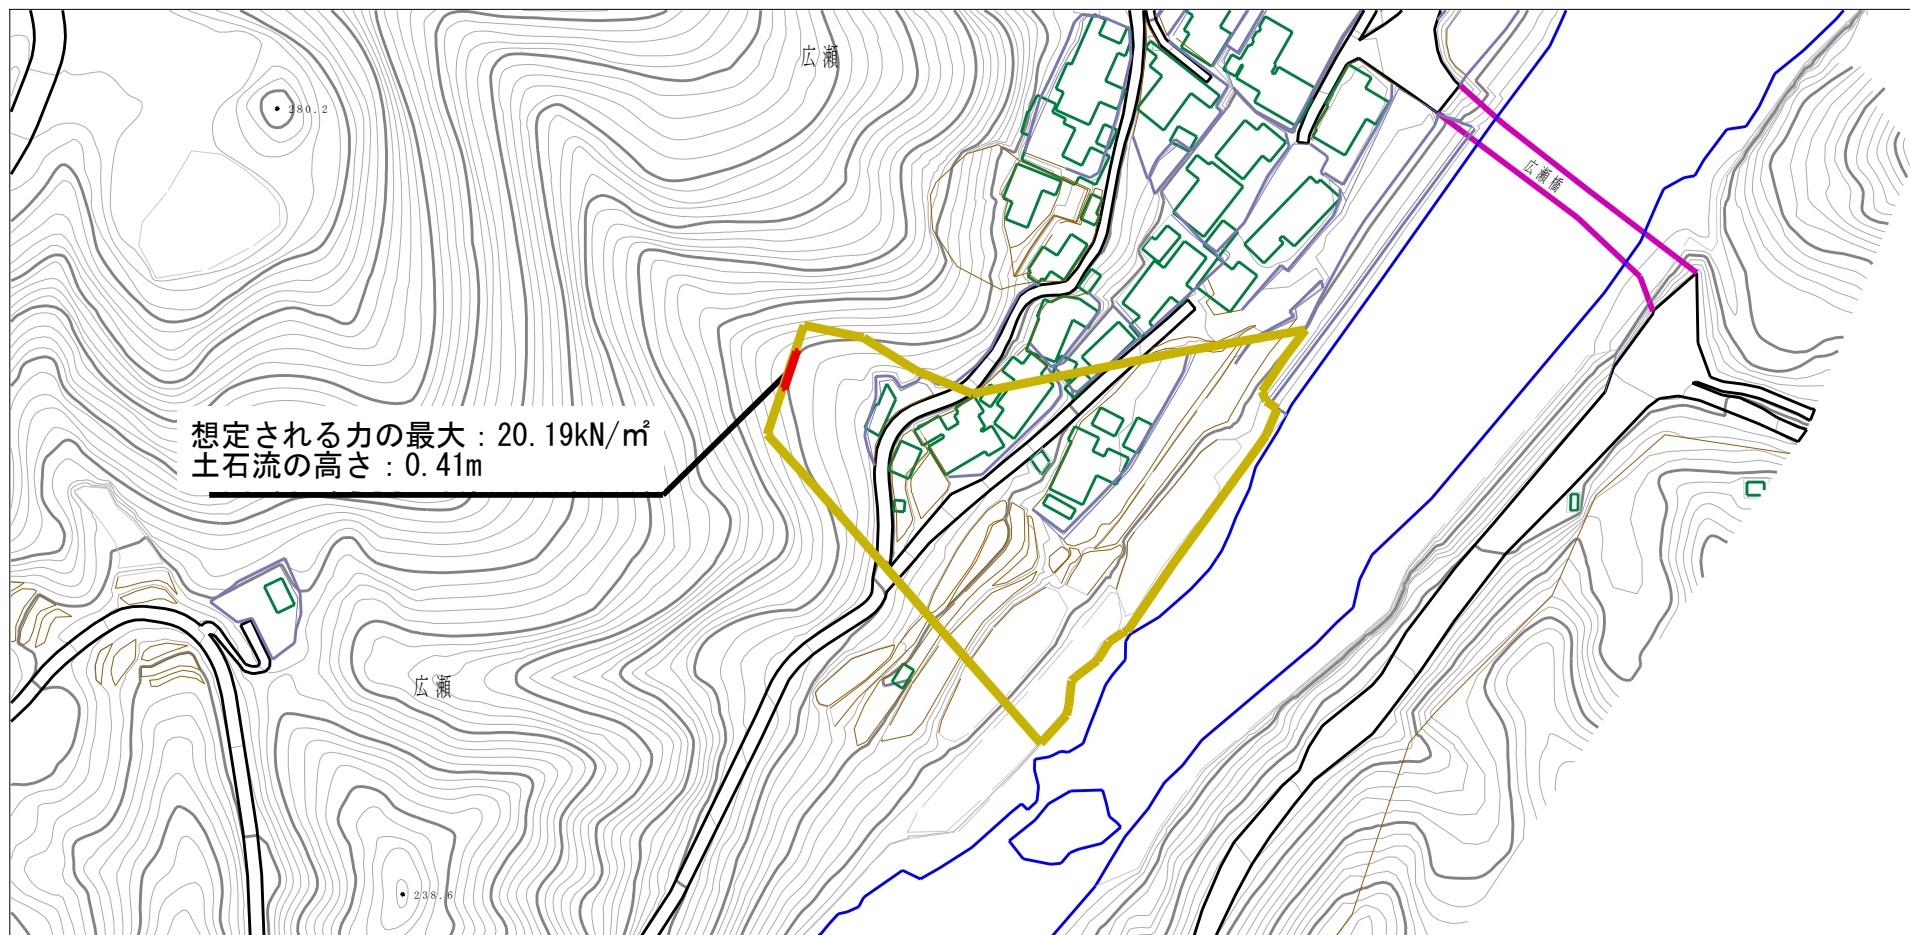 広瀬
280.2
広瀬橋
想定される力の最大：20.19kN/㎡
土石流の高さ：0.41m
広瀬
238.6